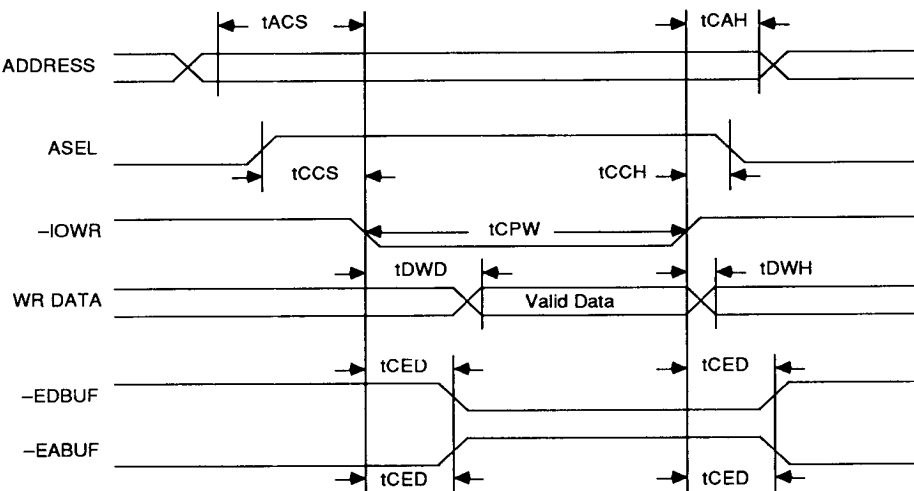 tACS
tCAH
ADDRESS
ASEL
tCCS
tCCH
–IOWR
tCPW
tDWD
tDWH
WR DATA
Valid Data
tCED
tCED
–EDBUF
–EABUF
tCED
tCED